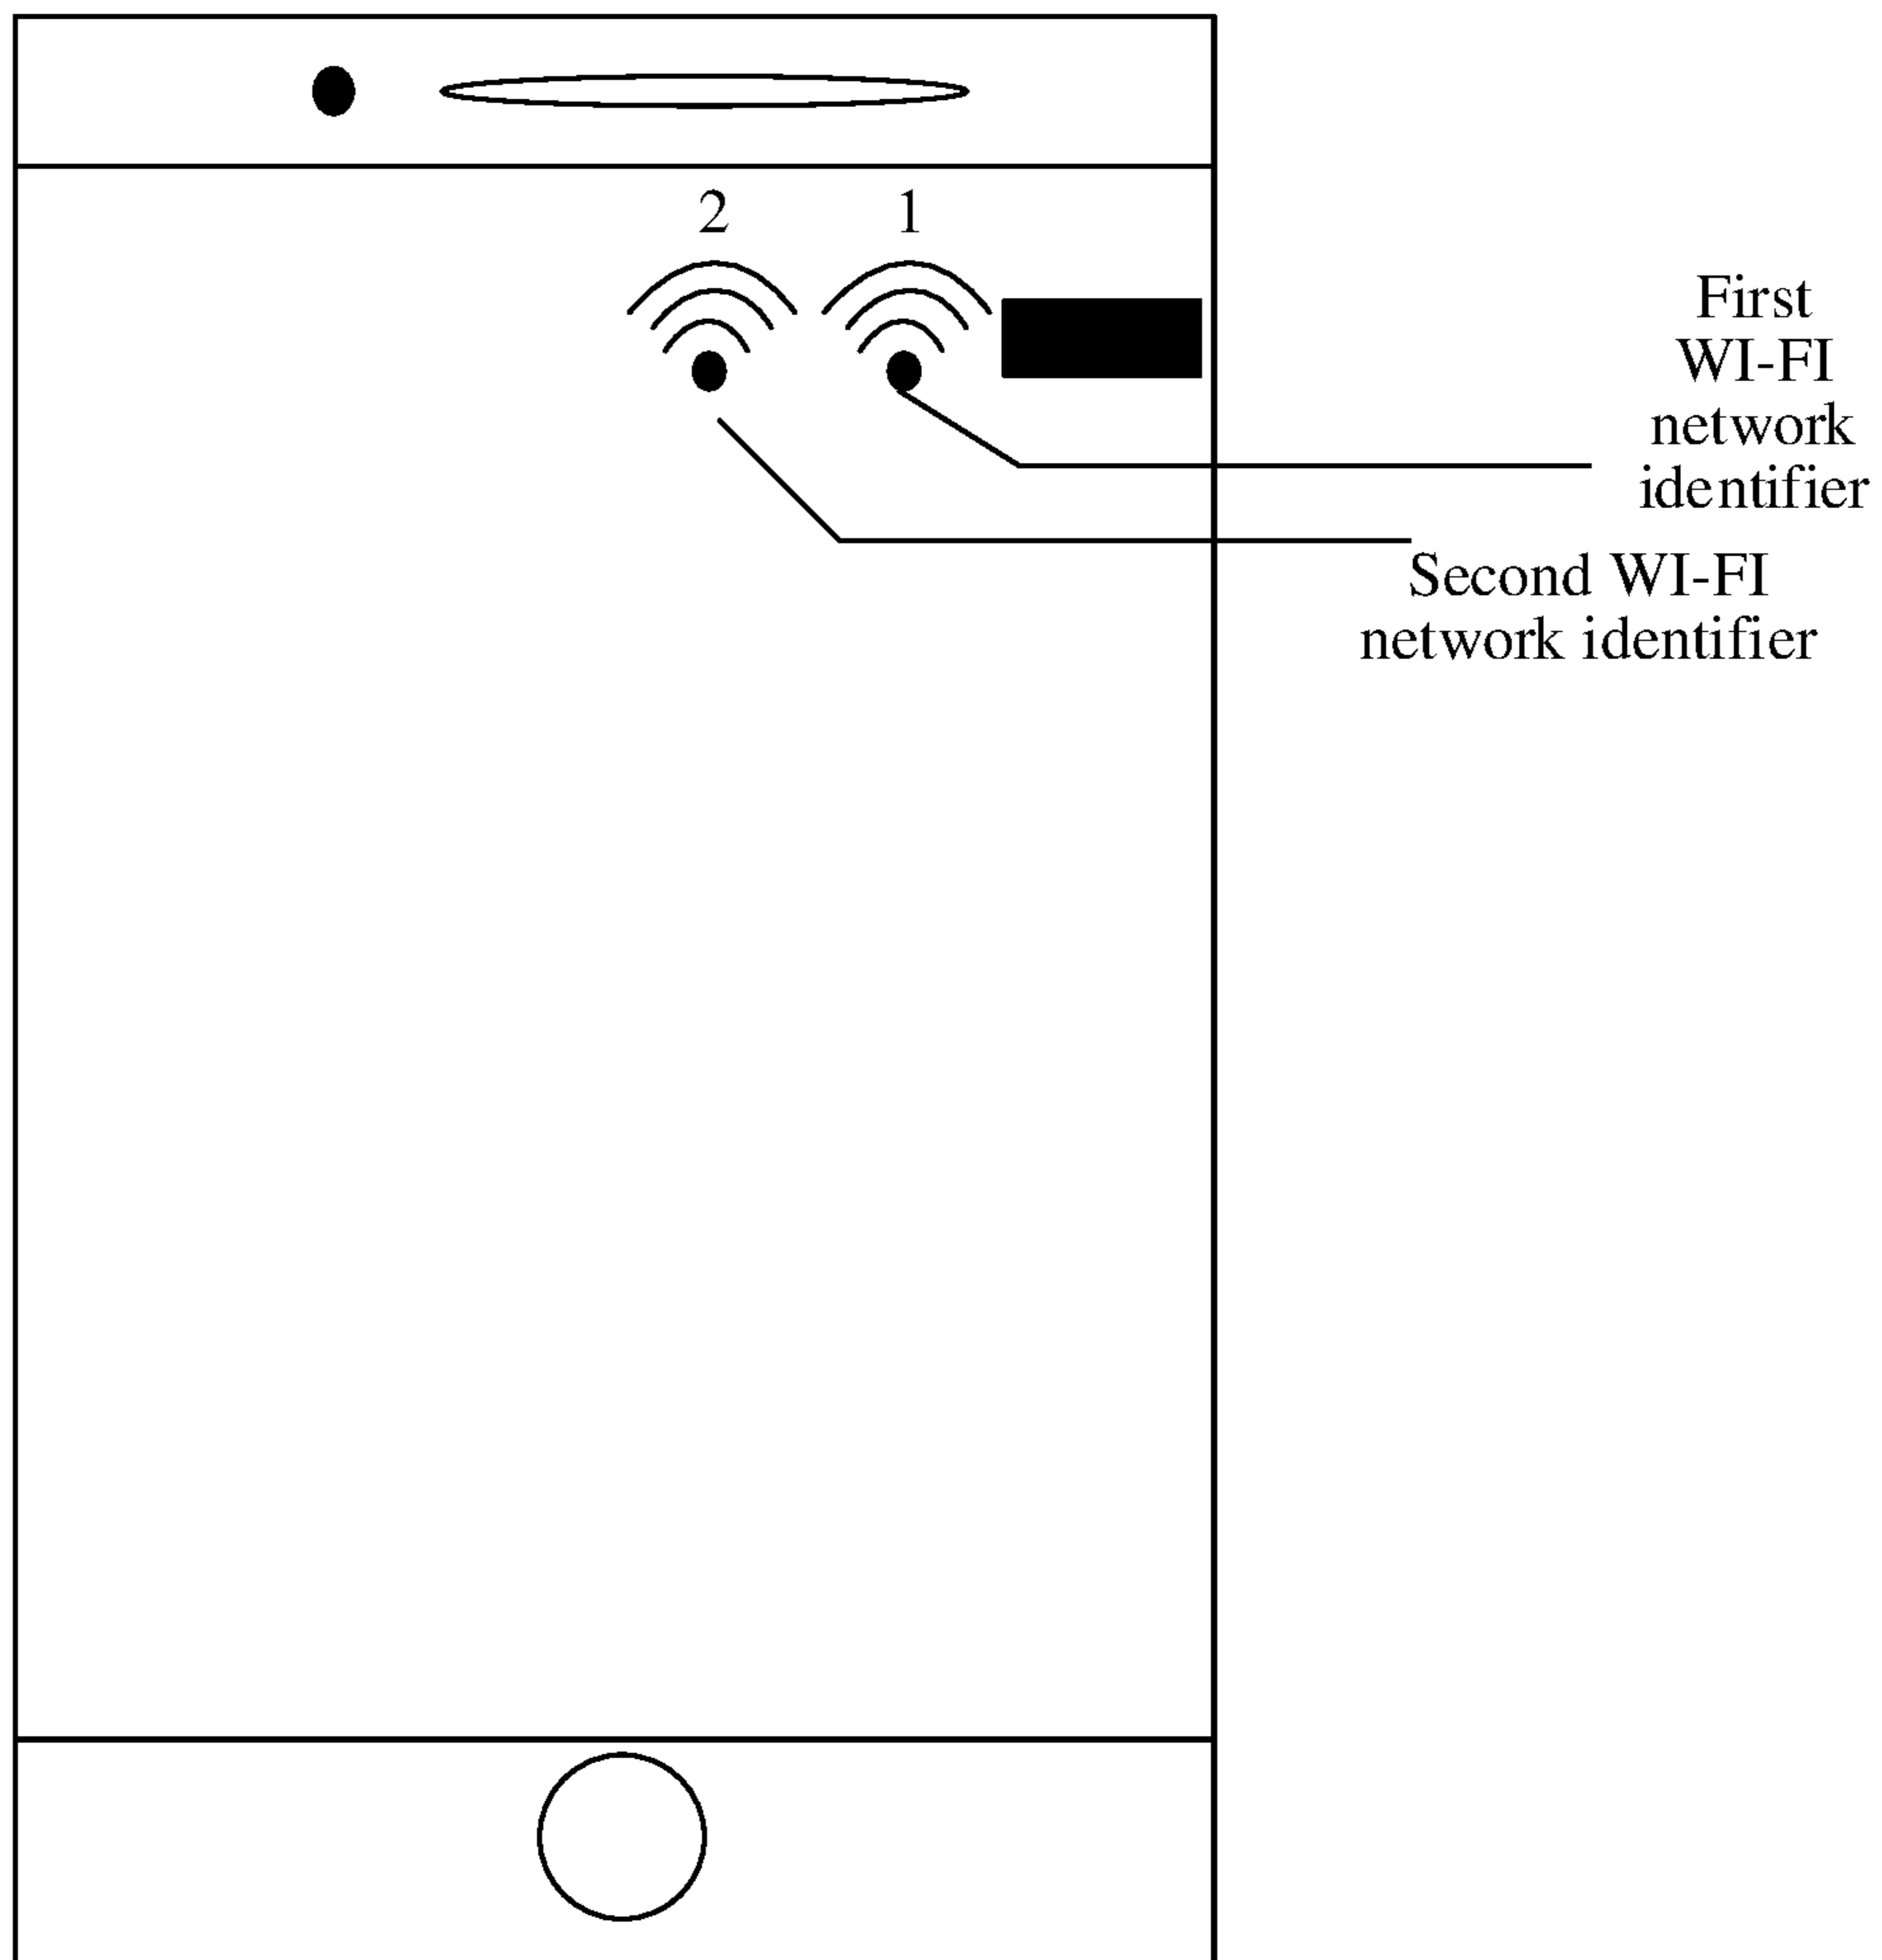 2
1
First
WI-FI
network
identifier
Second WI-FI
network identifier